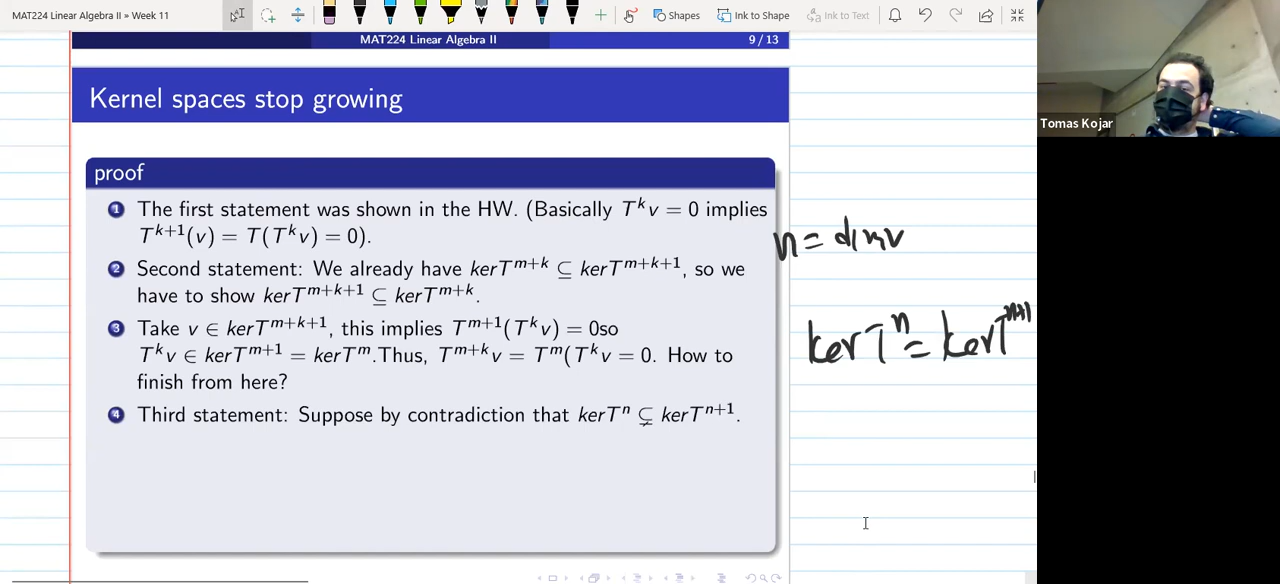 MAT224 Linear Algebra II » Week 11
Shapes
Ink to Shape
Ink to Text
MAT224 Linear Algebra II
9 / 13
Kernel spaces stop growing
proof
1 The first statement was shown in the HW. (Basically T^k v = 0 implies
T^{k+1}(v) = T(T^k v) = 0).
2 Second statement: We already have kerT^{m+k} ⊆ kerT^{m+k+1}, so we
have to show kerT^{m+k+1} ⊆ kerT^{m+k}.
3 Take v ∈ kerT^{m+k+1}, this implies T^{m+1}(T^k v) = 0so
T^k v ∈ kerT^{m+1} = kerT^m.Thus, T^{m+k}v = T^m(T^k v = 0. How to
finish from here?
4 Third statement: Suppose by contradiction that kerT^n ⊊ kerT^{n+1}.
n = dim V
kerT^n = kerT^{n+1}
Tomas Kojar